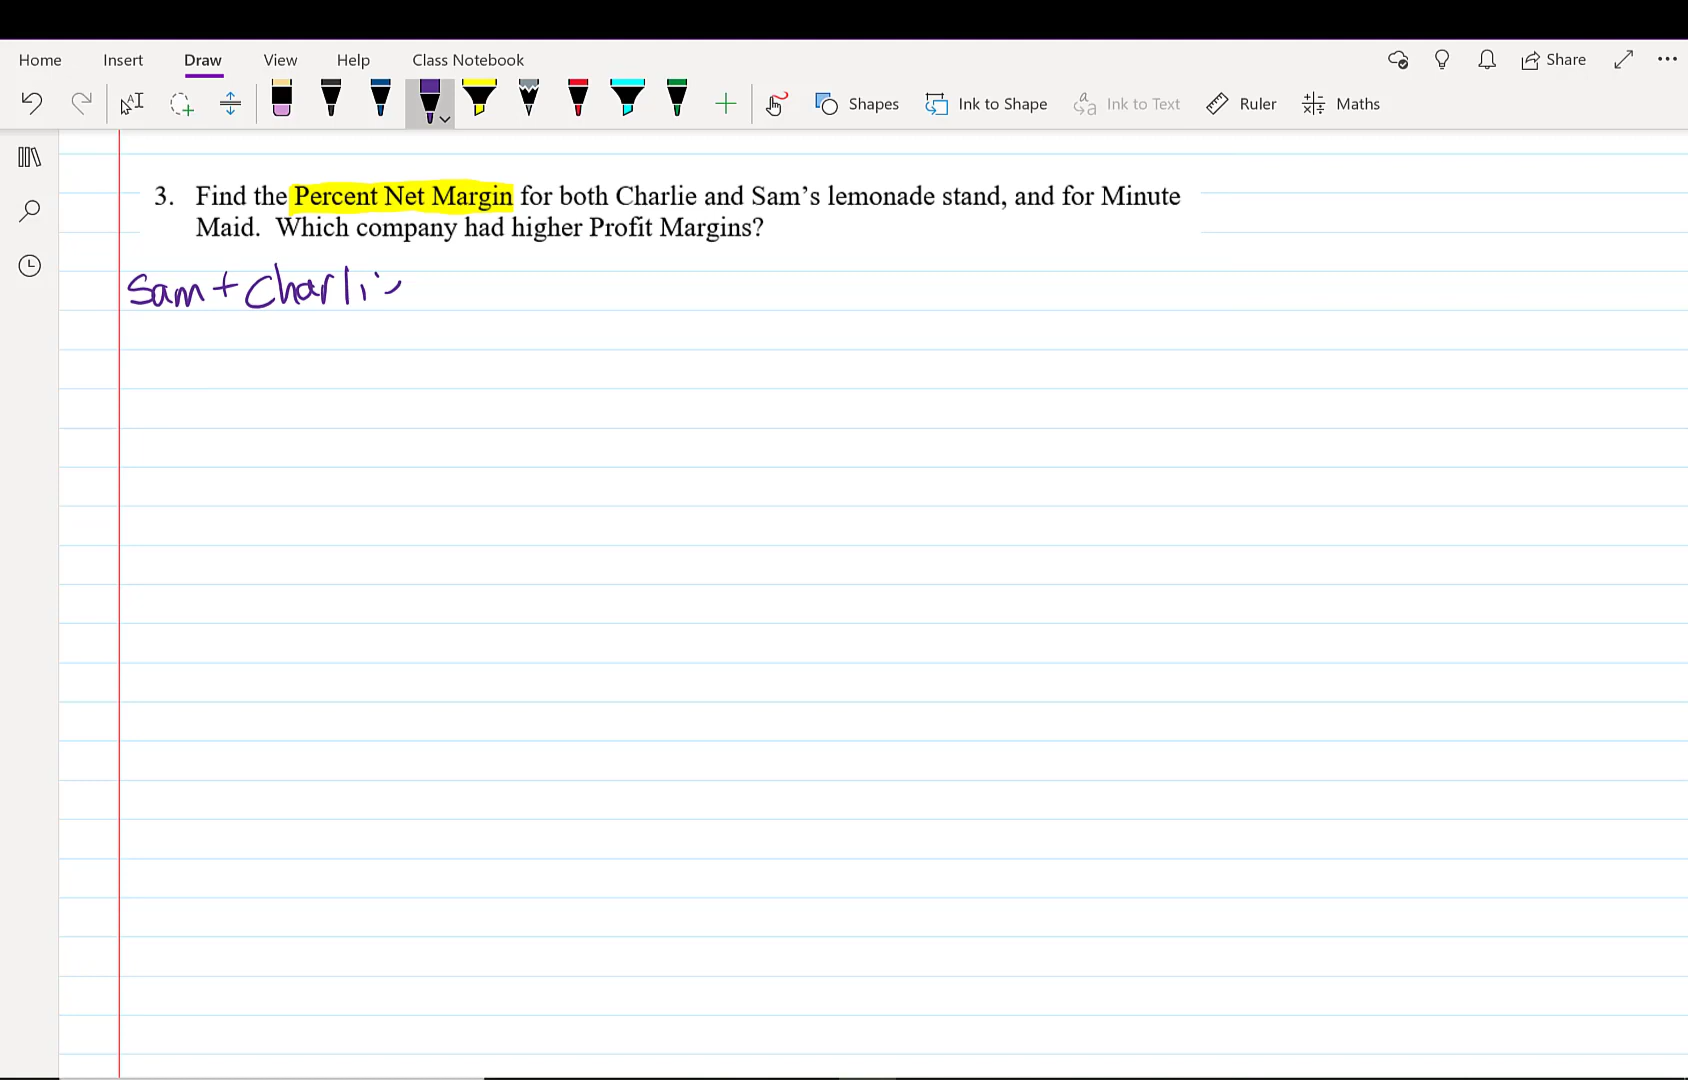 Home Insert Draw View Help Class Notebook Share
Shapes Ink to Shape Ink to Text Ruler Maths
3. Find the Percent Net Margin for both Charlie and Sam’s lemonade stand, and for Minute
Maid. Which company had higher Profit Margins?
Sam + Charli